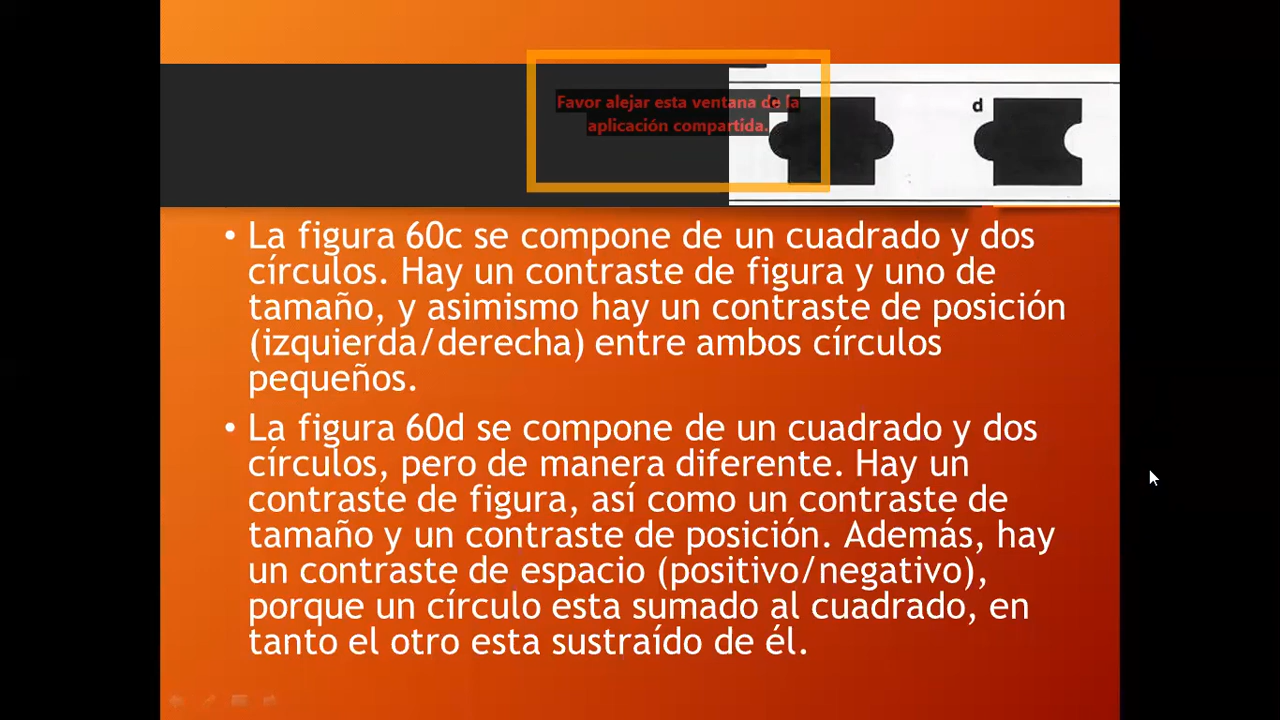 Favor alejar esta ventana de la
aplicación compartida.
d
• La figura 60c se compone de un cuadrado y dos
círculos. Hay un contraste de figura y uno de
tamaño, y asimismo hay un contraste de posición
(izquierda/derecha) entre ambos círculos
pequeños.
• La figura 60d se compone de un cuadrado y dos
círculos, pero de manera diferente. Hay un
contraste de figura, así como un contraste de
tamaño y un contraste de posición. Además, hay
un contraste de espacio (positivo/negativo),
porque un círculo esta sumado al cuadrado, en
tanto el otro esta sustraído de él.